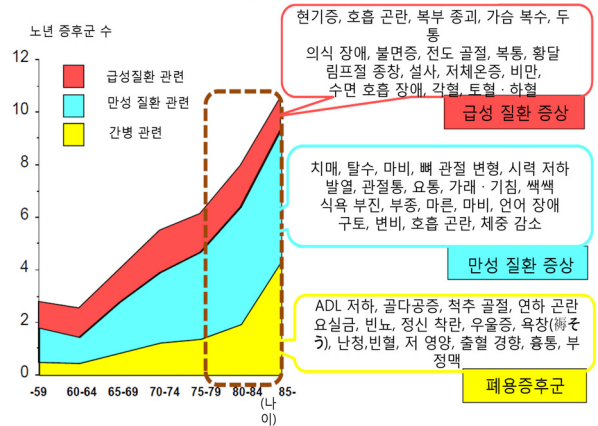 노년 증후군 수
급성질환 관련
만성 질환 관련
간병 관련
12
10
8
6
4
2
0
-59
60-64
65-69
70-74
75-79
80-84
85-
(나
이)
현기증, 호흡 곤란, 복부 종괴, 가슴 복수, 두
통
의식 장애, 불면증, 전도 골절, 복통, 황달
림프절 종창, 설사, 저체온증, 비만,
수면 호흡 장애, 각혈, 토혈 · 하혈
급성 질환 증상
치매, 탈수, 마비, 뼈 관절 변형, 시력 저하
발열, 관절통, 요통, 가래 · 기침, 쌕쌕
식욕 부진, 부종, 마른, 마비, 언어 장애
구토, 변비, 호흡 곤란, 체중 감소
만성 질환 증상
ADL 저하, 골다공증, 척추 골절, 연하 곤란
요실금, 빈뇨, 정신 착란, 우울증, 욕창(褥そ
う), 난청,빈혈, 저 영양, 출혈 경향, 흉통, 부
정맥
폐용증후군